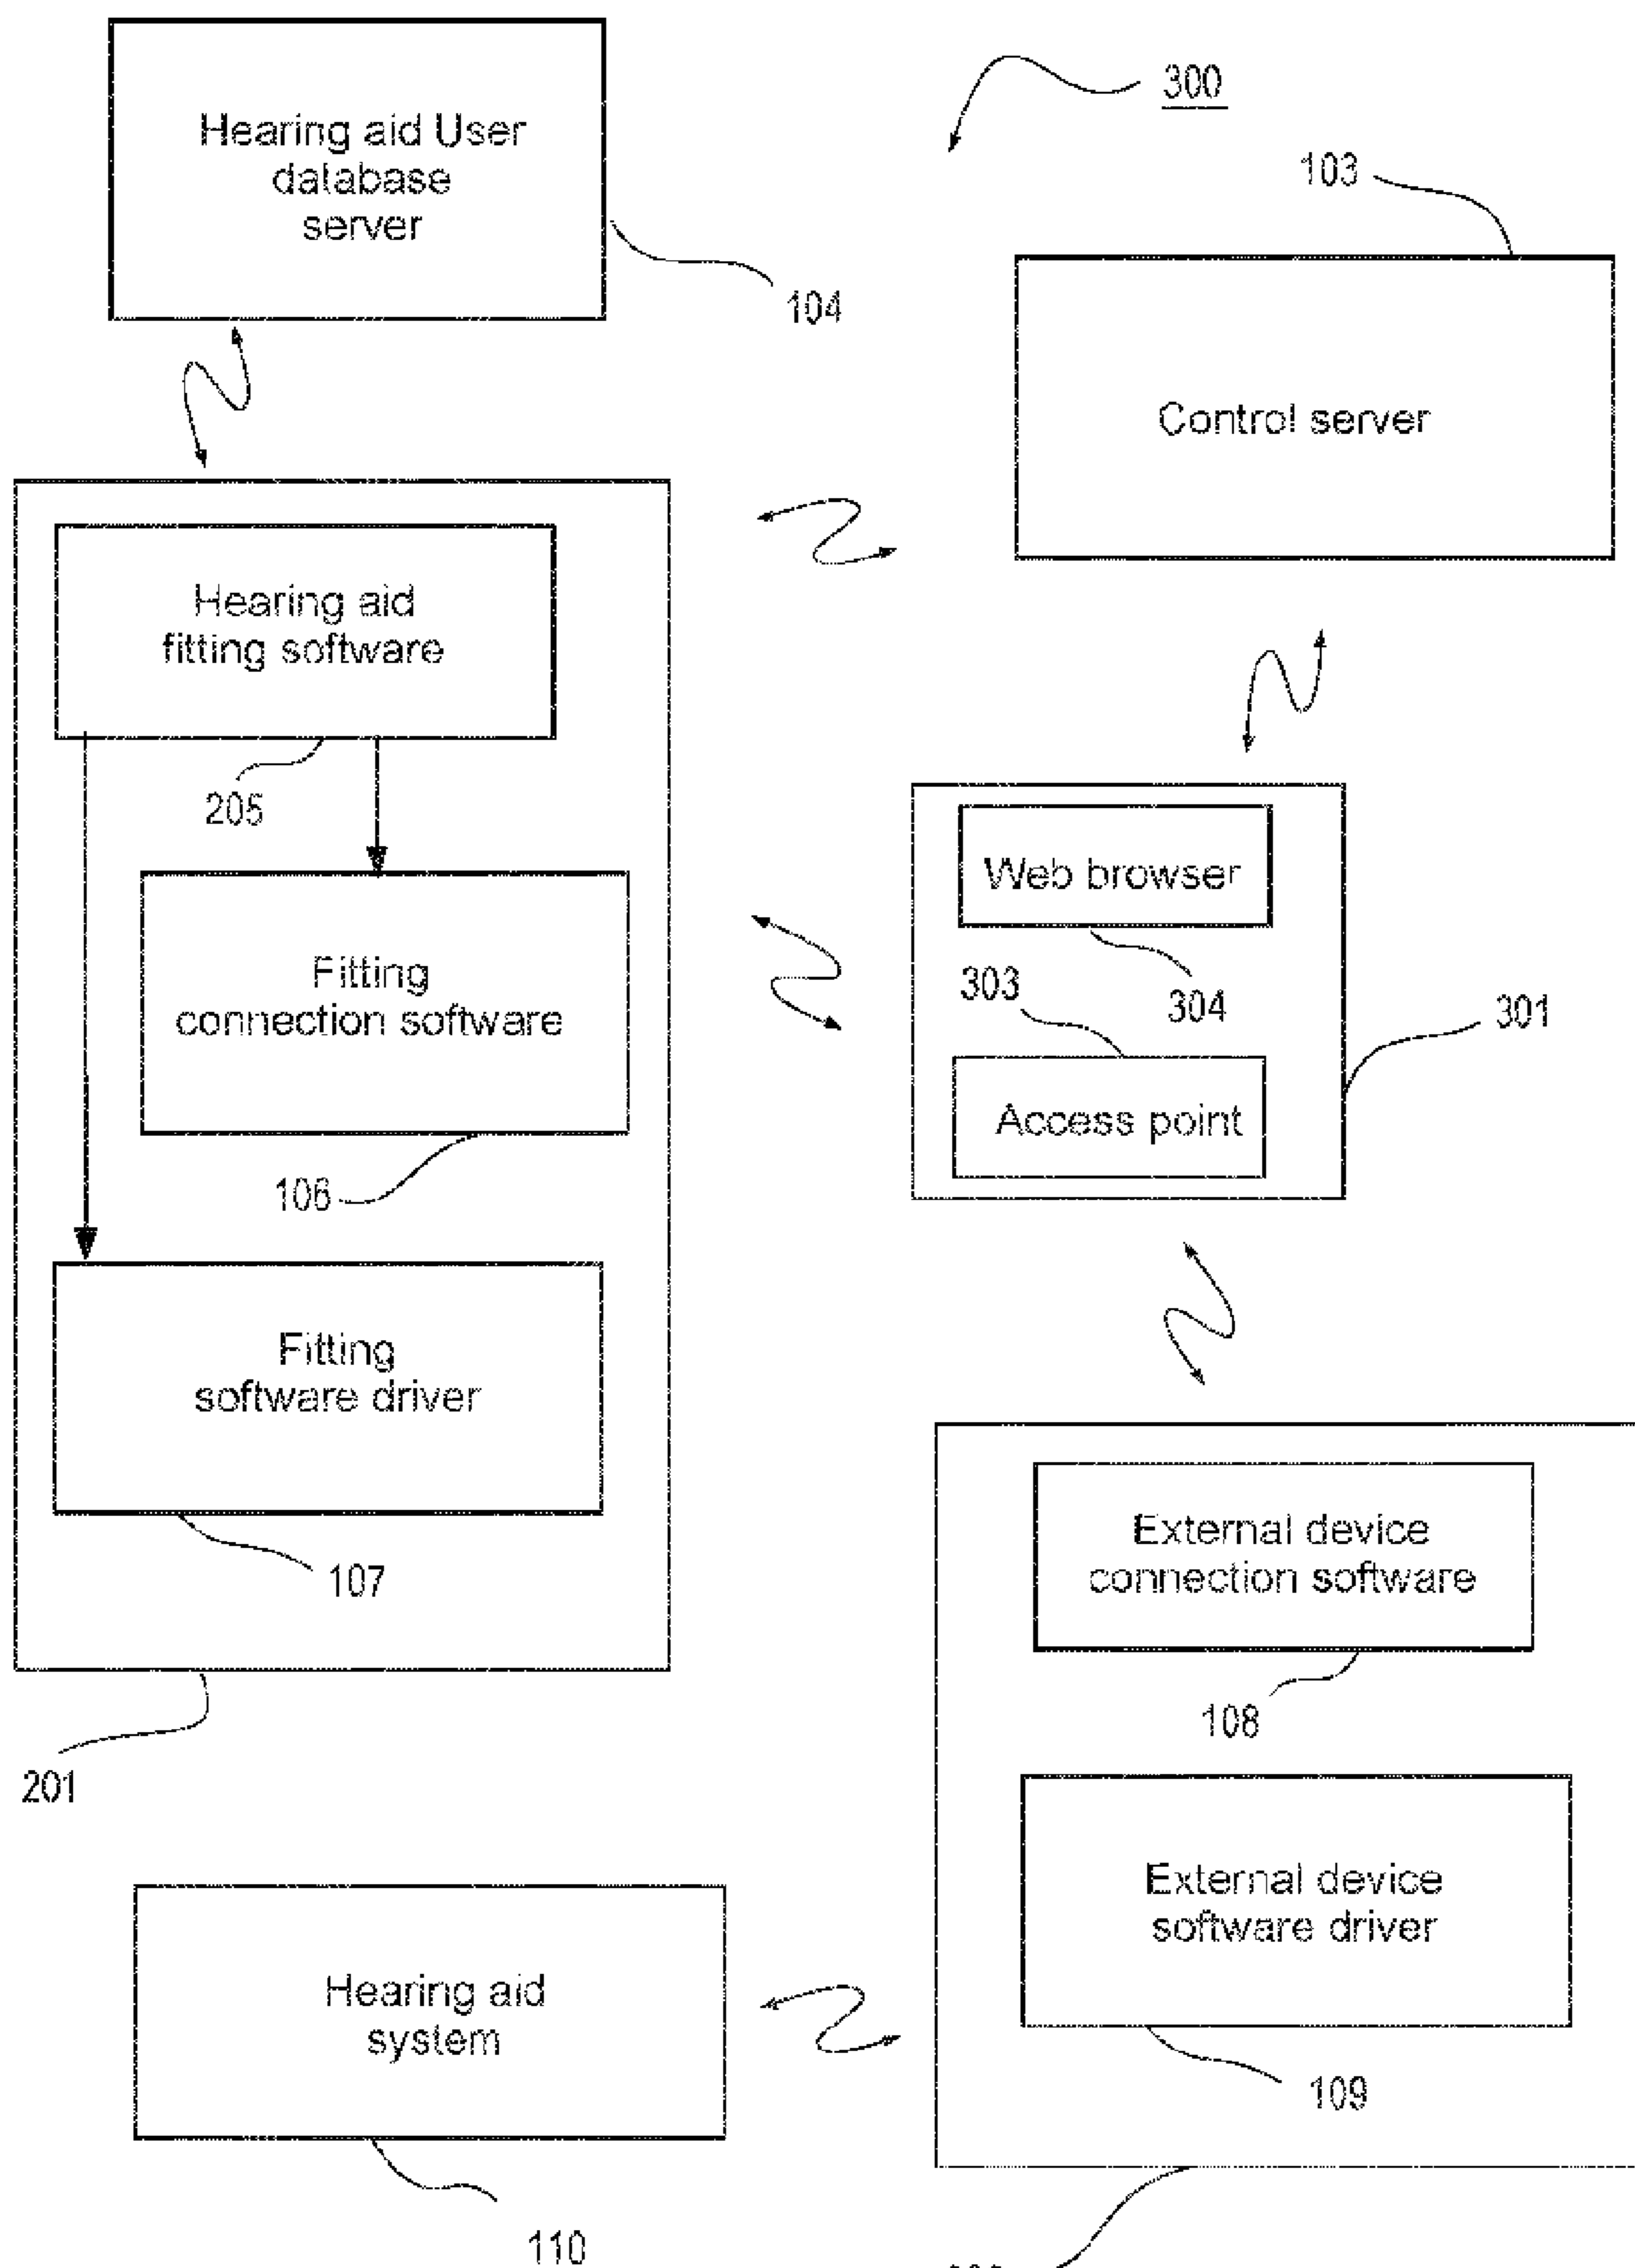 Hearing aid User
database
server
104
300
103
Control server
Hearing aid
fitting software
205
Fitting
connection software
106
Fitting
software driver
107
201
Web browser
304
303
Access point
301
External device
connection software
108
External device
software driver
109
Hearing aid
system
110